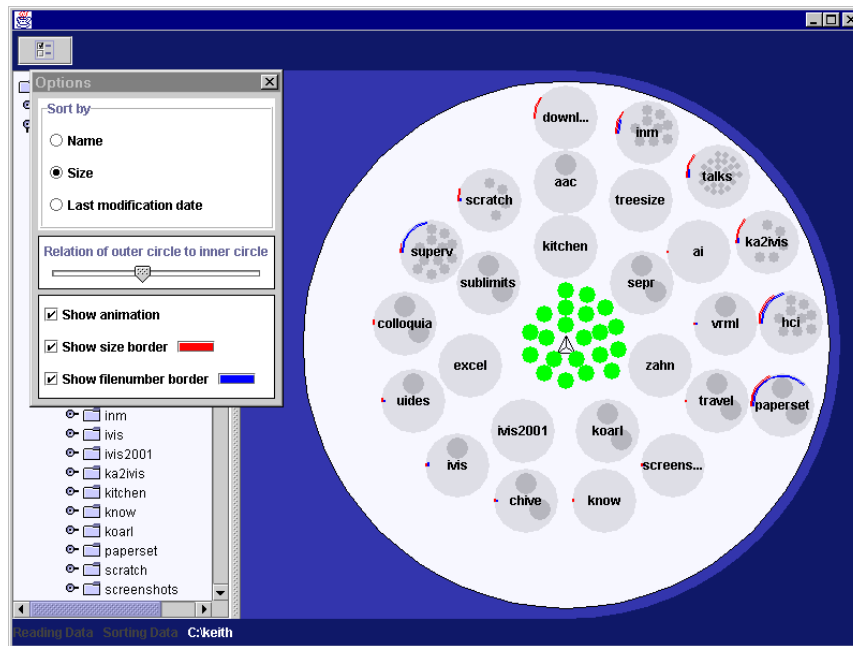 Options
Sort by
Name
Size
Last modification date
Relation of outer circle to inner circle
Show animation
Show size border
Show filenumber border
inm
ivis
ivis2001
ka2ivis
kitchen
know
koarl
paperset
scratch
screenshots
downl...
inm
aac
talks
scratch
treesize
superv
kitchen
ai
ka2ivis
sublimits
sepr
colloquia
vrml
hci
excel
zahn
uides
travel
paperset
ivis2001
koarl
ivis
screens...
chive
know
Reading Data Sorting Data C:\keith